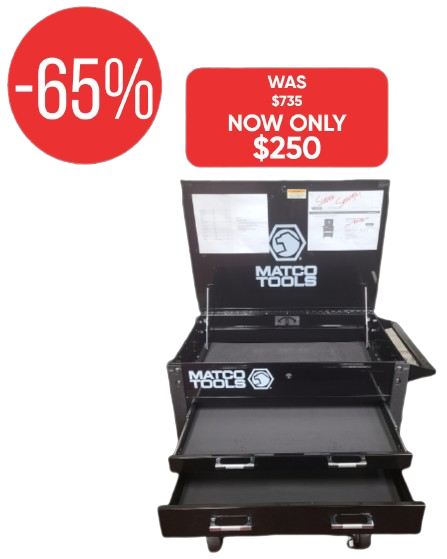 -65%
WAS
$735
NOW ONLY
$250
MATCO
TOOLS
MATCO
TOOLS